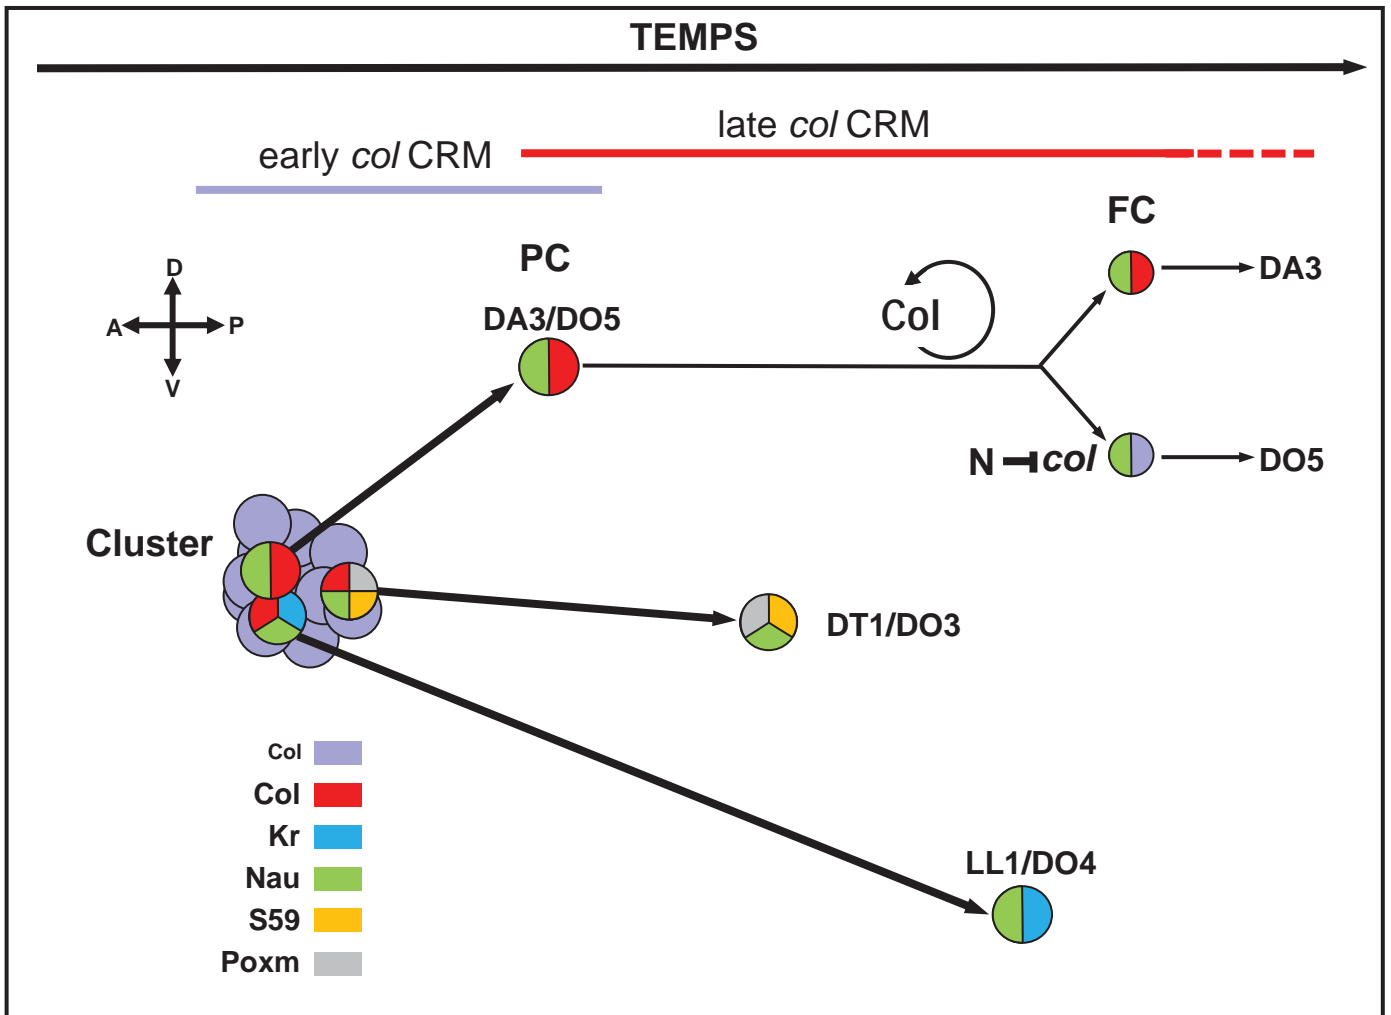 TEMPS
late col CRM
early col CRM
FC
PC
D
A P
V
DA3
DA3/DO5
Col
N col
DO5
Cluster
DT1/DO3
Col
Col
Kr
Nau
S59
Poxm
LL1/DO4